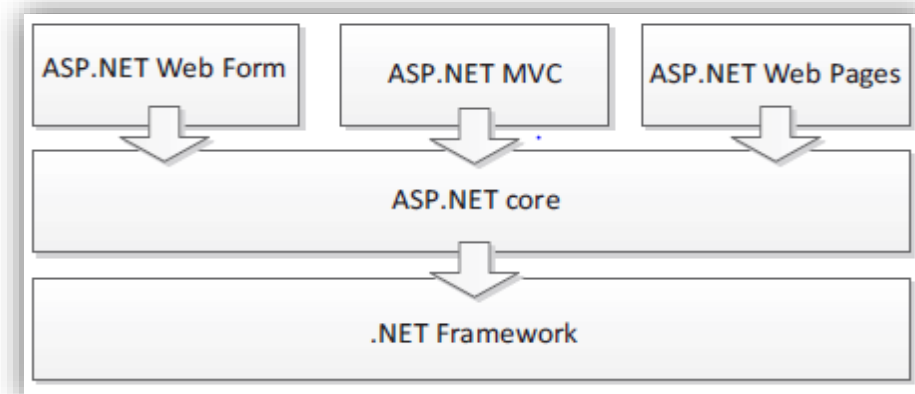 ASP.NET Web Form
ASP.NET MVC
ASP.NET Web Pages
ASP.NET core
.NET Framework